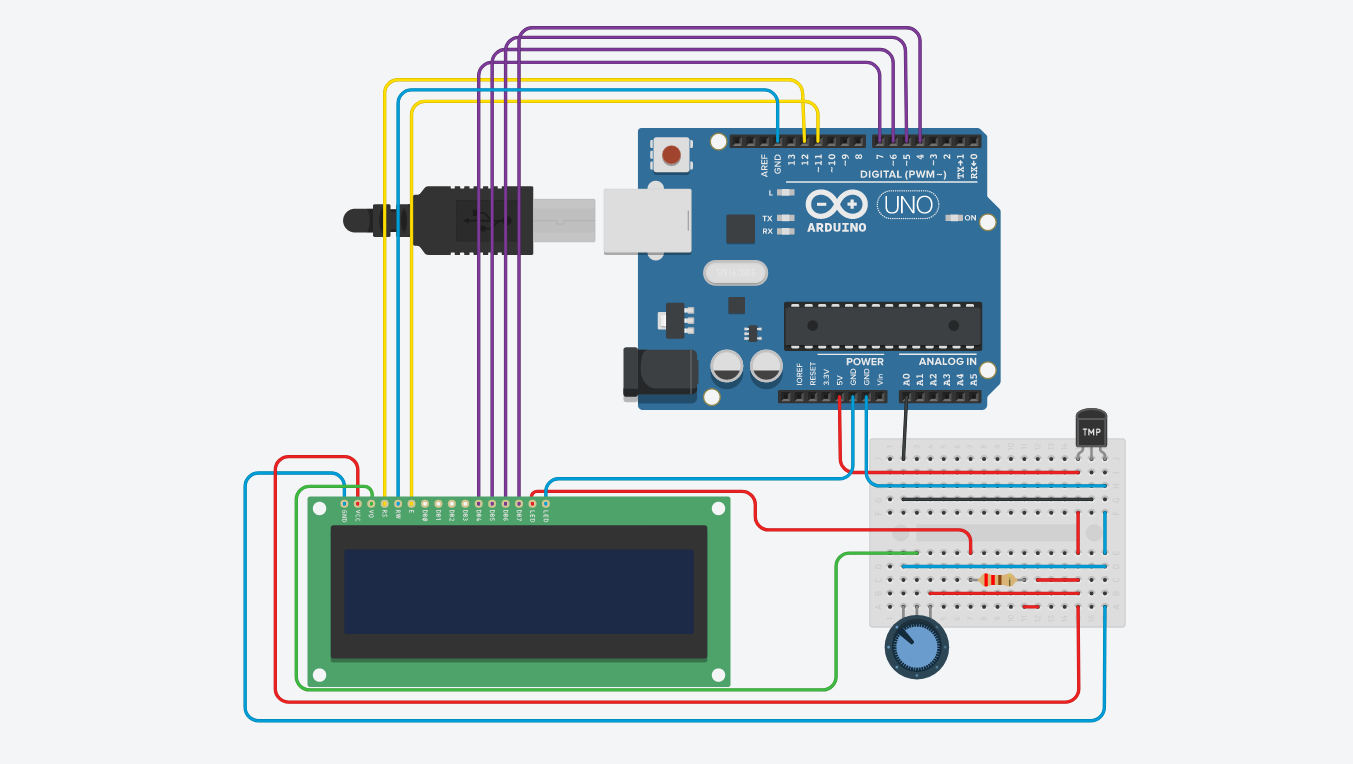 AREF
GND
13
12
~11
~10
~9
8
7
~6
~5
4
~3
2
TX→1
RX←0
DIGITAL (PWM~)
L
TX
RX
ARDUINO
UNO
ON
POWER
ANALOG IN
IOREF
RESET
3.3V
5V
GND
GND
Vin
A0
A1
A2
A3
A4
A5
TMP
GND
VCC
VO
RS
RW
E
DB0
DB1
DB2
DB3
DB4
DB5
DB6
DB7
LED
LED